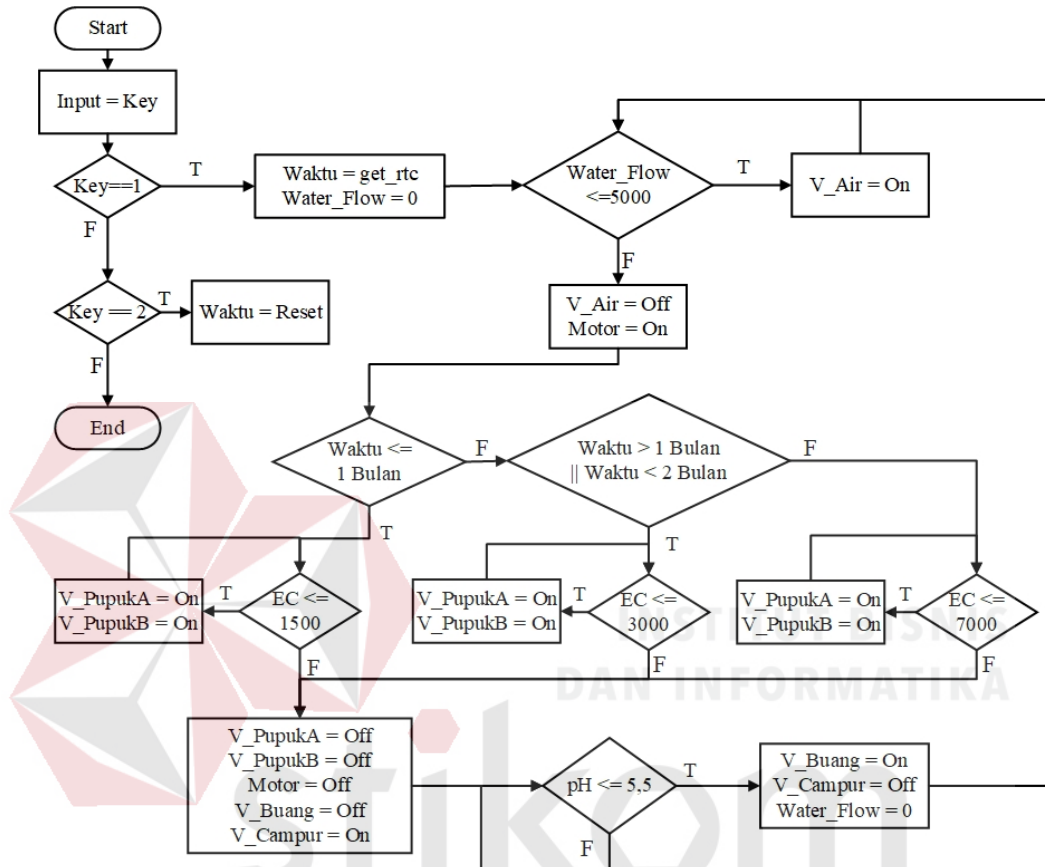 Start
Input = Key
Key==1
T
F
Waktu = get_rtc
Water_Flow = 0
Water_Flow
<=5000
T
F
V_Air = On
Key == 2
T
F
Waktu = Reset
End
V_Air = Off
Motor = On
Waktu <=
1 Bulan
F
T
Waktu > 1 Bulan
|| Waktu < 2 Bulan
F
T
V_PupukA = On
V_PupukB = On
T
EC <=
1500
F
V_PupukA = On
V_PupukB = On
T
EC <=
3000
F
V_PupukA = On
V_PupukB = On
T
EC <=
7000
F
INSTITUT BISNIS
DAN INFORMATIKA
stikom
V_PupukA = Off
V_PupukB = Off
Motor = Off
V_Buang = Off
V_Campur = On
pH <= 5,5
T
F
V_Buang = On
V_Campur = Off
Water_Flow = 0